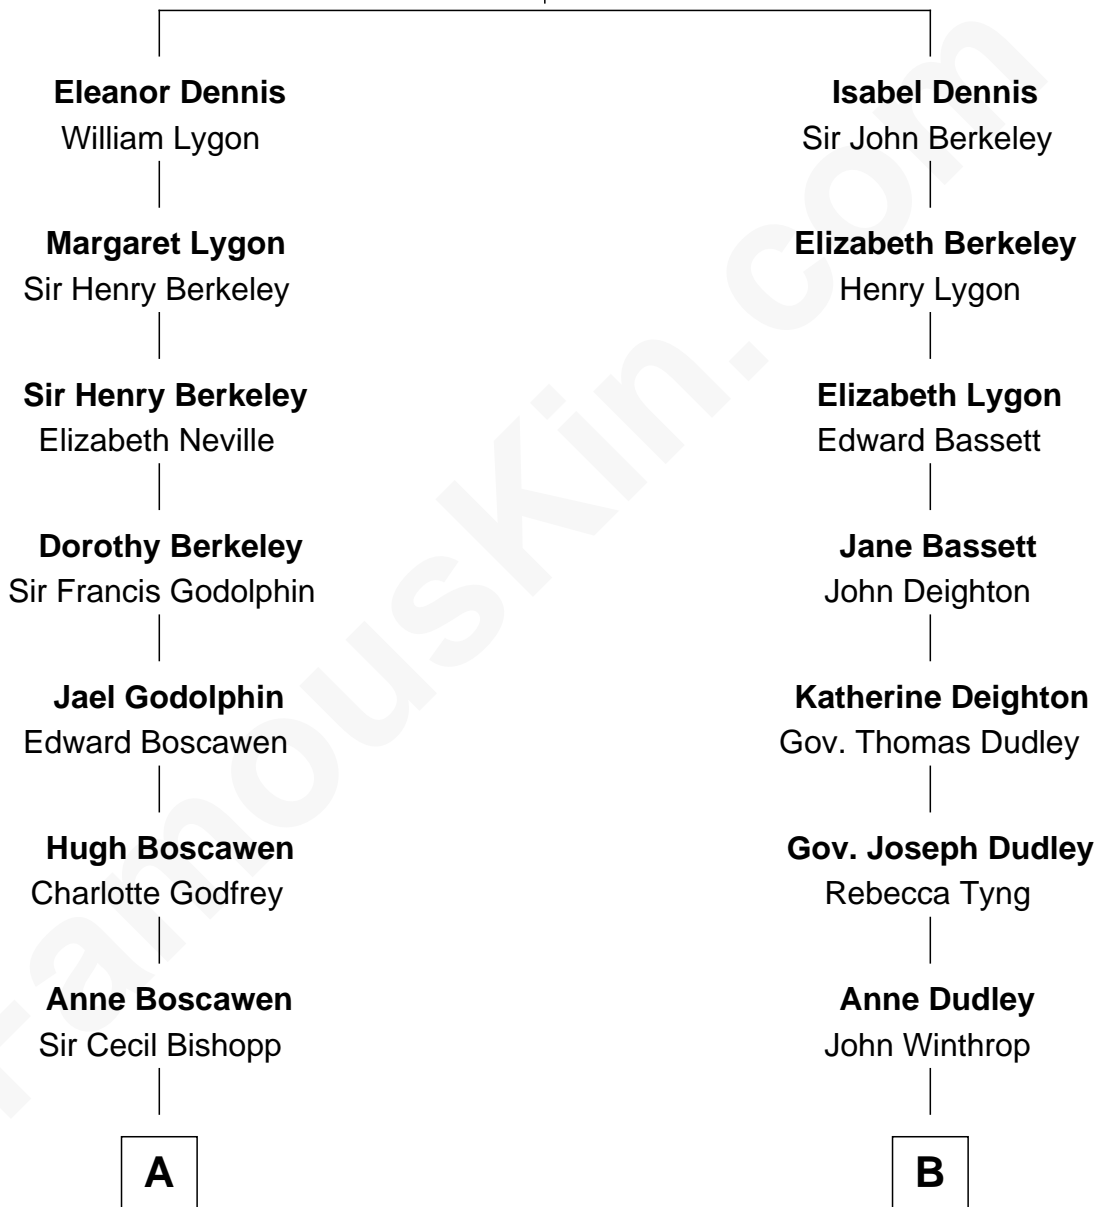 Eleanor Dennis
William Lygon
Margaret Lygon
Sir Henry Berkeley
Sir Henry Berkeley
Elizabeth Neville
Dorothy Berkeley
Sir Francis Godolphin
Jael Godolphin
Edward Boscawen
Hugh Boscawen
Charlotte Godfrey
Anne Boscawen
Sir Cecil Bishopp
A
Isabel Dennis
Sir John Berkeley
Elizabeth Berkeley
Henry Lygon
Elizabeth Lygon
Edward Bassett
Jane Bassett
John Deighton
Katherine Deighton
Gov. Thomas Dudley
Gov. Joseph Dudley
Rebecca Tyng
Anne Dudley
John Winthrop
B
FamousKin.com